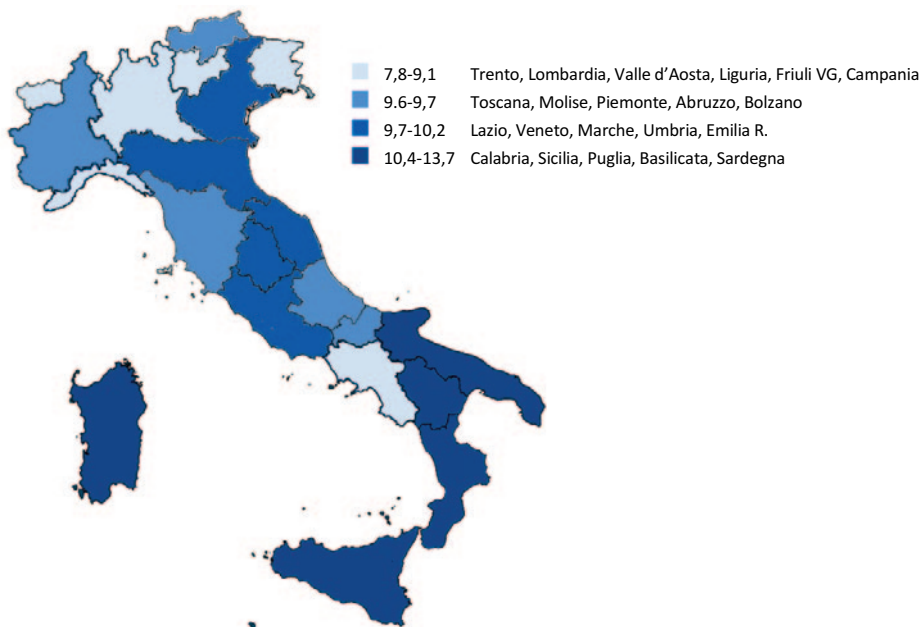 7,8-9,1 Trento, Lombardia, Valle d’Aosta, Liguria, Friuli VG, Campania
9.6-9,7 Toscana, Molise, Piemonte, Abruzzo, Bolzano
9,7-10,2 Lazio, Veneto, Marche, Umbria, Emilia R.
10,4-13,7 Calabria, Sicilia, Puglia, Basilicata, Sardegna